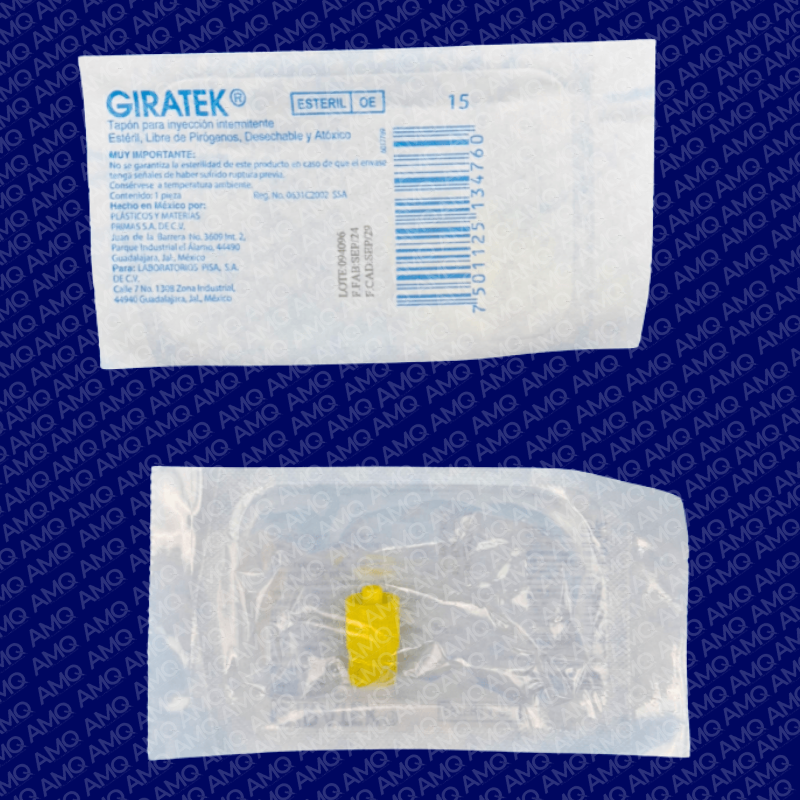 GIRATEK®
ESTERIL OE
15
Tapón para inyección intermitente
Estéril, Libre de Pirógenos, Desechable y Atóxico
MUY IMPORTANTE:
No se garantiza la esterilidad de este producto en caso de que el envase
tenga señales de haber sufrido ruptura previa.
Consérvese a temperatura ambiente.
Contenido: 1 pieza
Reg. No. 0631C2002 SSA
Hecho en México por:
PLÁSTICOS Y MATERIAS
PRIMAS S.A. DE C.V.
Juan de la Barrera No. 3609 Int. 2,
Parque Industrial el Álamo, 44490
Guadalajara, Jal., México
Para: LABORATORIOS PISA, S.A.
DE C.V.
Calle 7 No. 1308 Zona Industrial,
44940 Guadalajara, Jal., México
LOTE:094096
F.FAB:SEP/24
F.CAD:SEP/29
7 501125 134760
AMQ